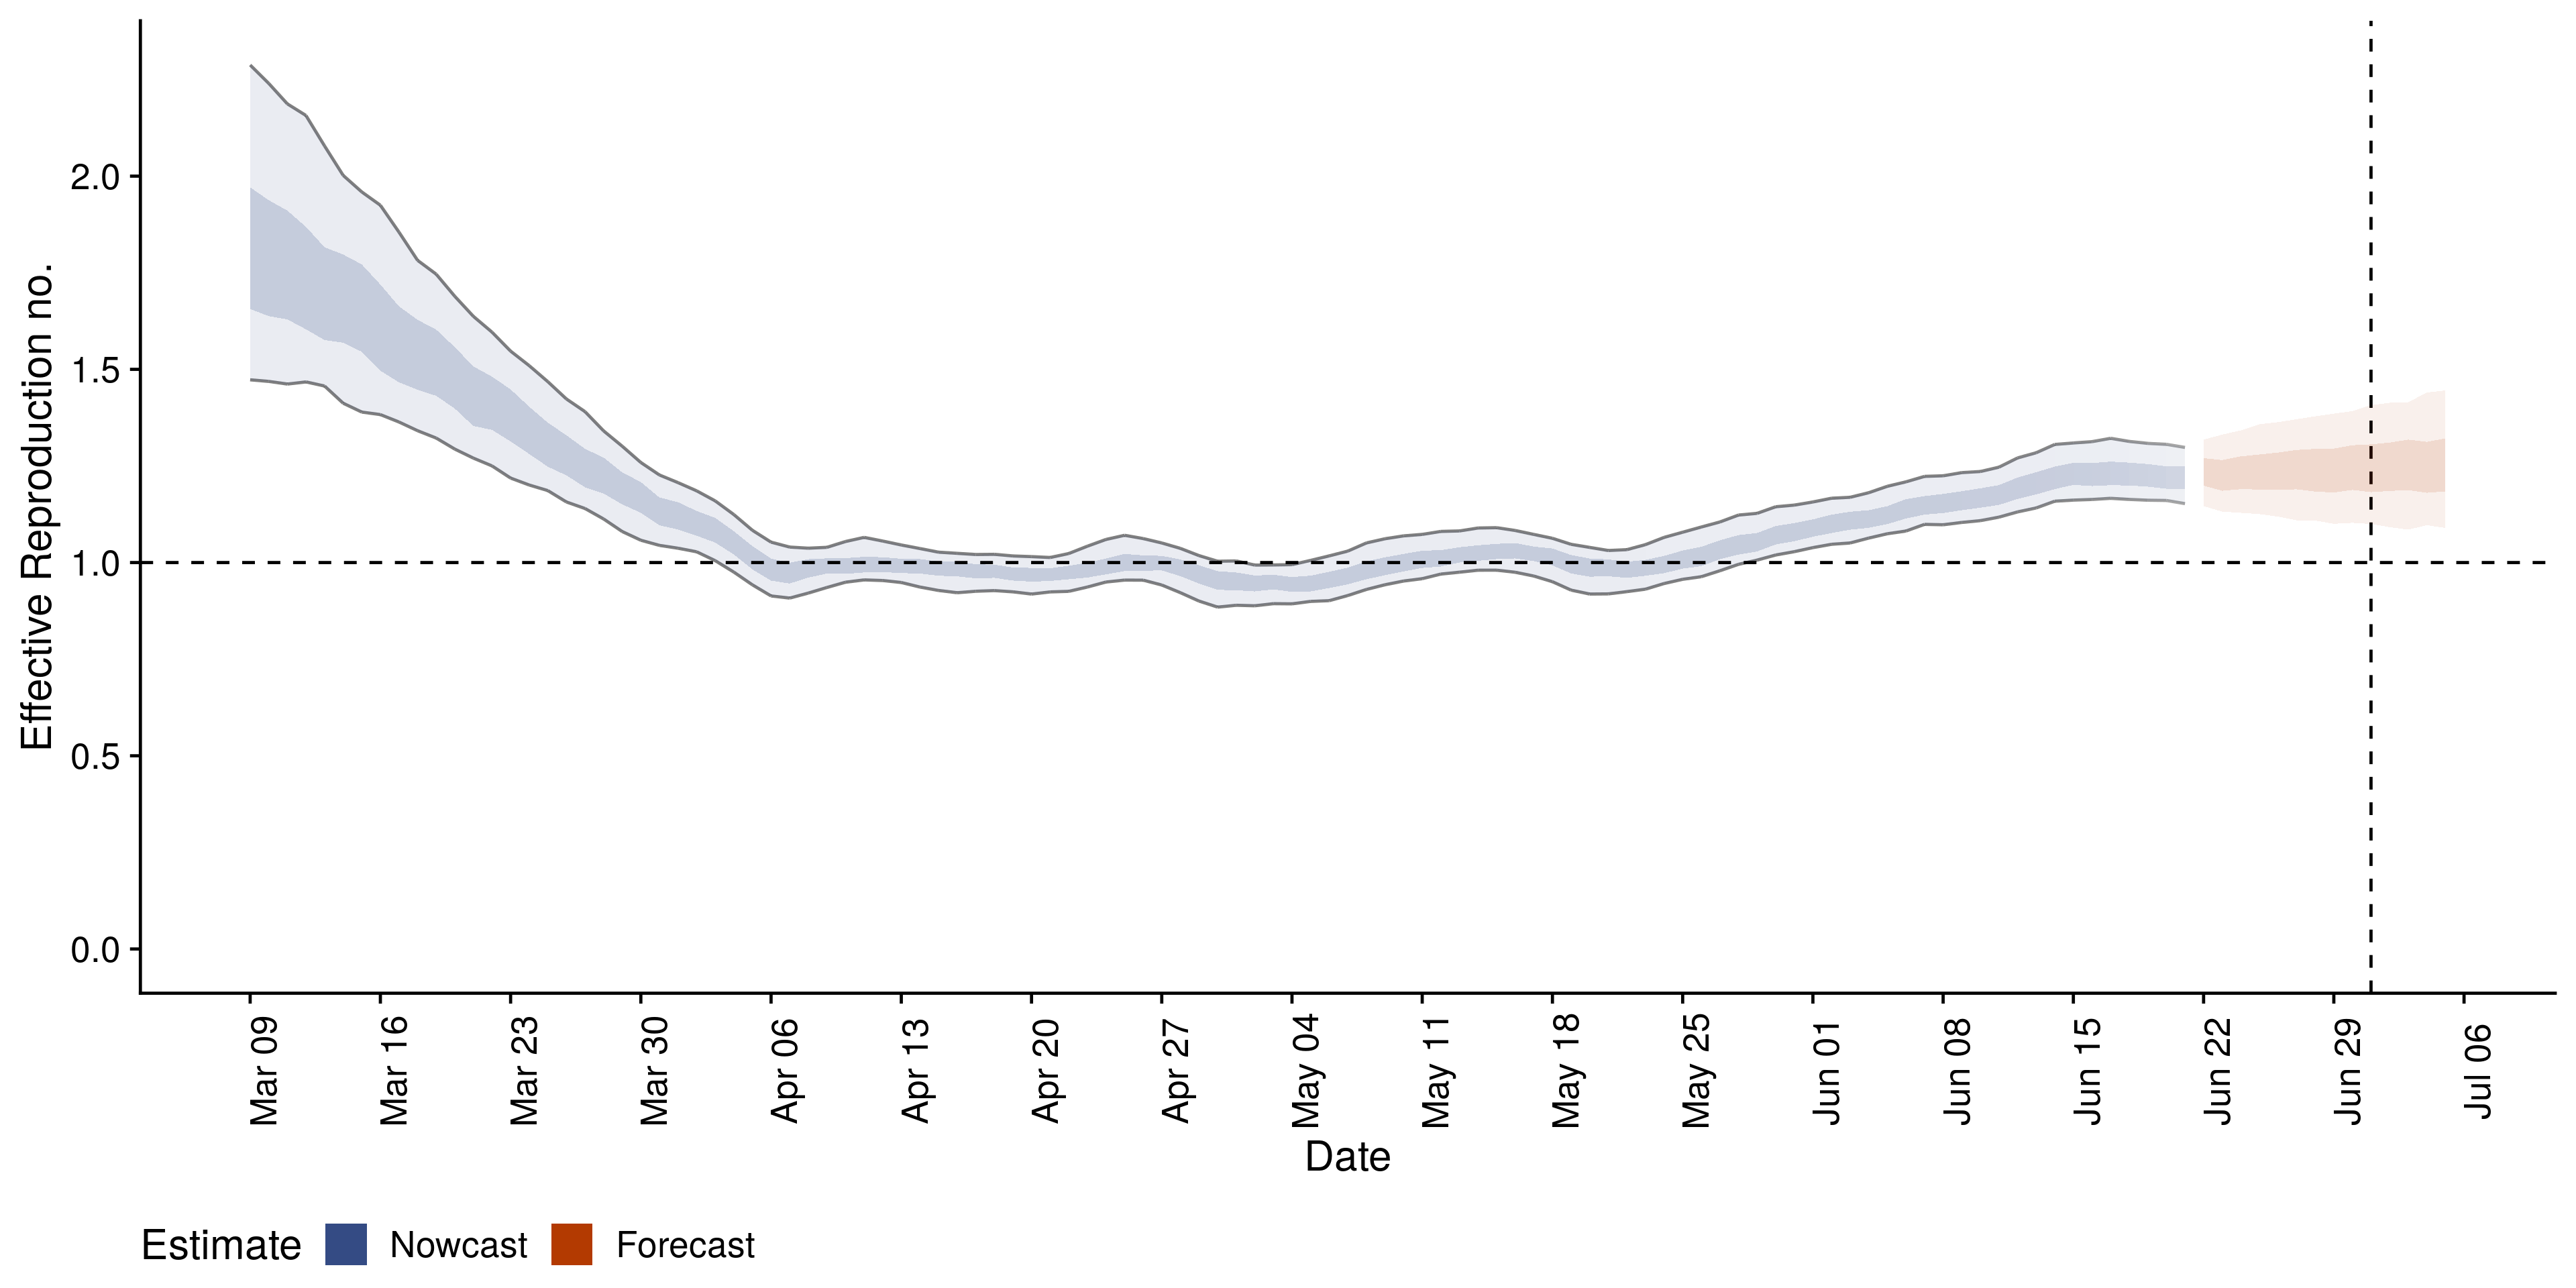 Effective Reproduction no.
2.0
1.5
1.0
0.5
0.0
Mar 09
Mar 16
Mar 23
Mar 30
Apr 06
Apr 13
Apr 20
Apr 27
May 04
May 11
May 18
May 25
Jun 01
Jun 08
Jun 15
Jun 22
Jun 29
Jul 06
Date
Estimate Nowcast Forecast